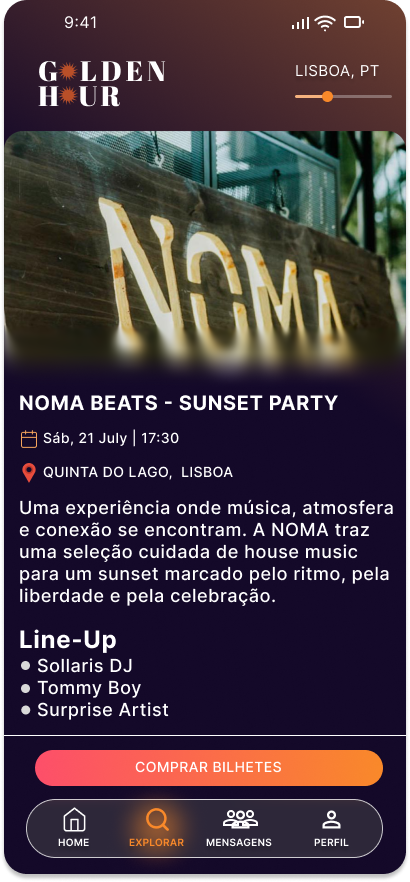 9:41
GOLDEN
HOUR
LISBOA, PT
NOMA
NOMA BEATS - SUNSET PARTY
Sáb, 21 July | 17:30
QUINTA DO LAGO, LISBOA
Uma experiência onde música, atmosfera
e conexão se encontram. A NOMA traz
uma seleção cuidada de house music
para um sunset marcado pelo ritmo, pela
liberdade e pela celebração.
Line-Up
Sollaris DJ
Tommy Boy
Surprise Artist
COMPRAR BILHETES
HOME
EXPLORAR
MENSAGENS
PERFIL